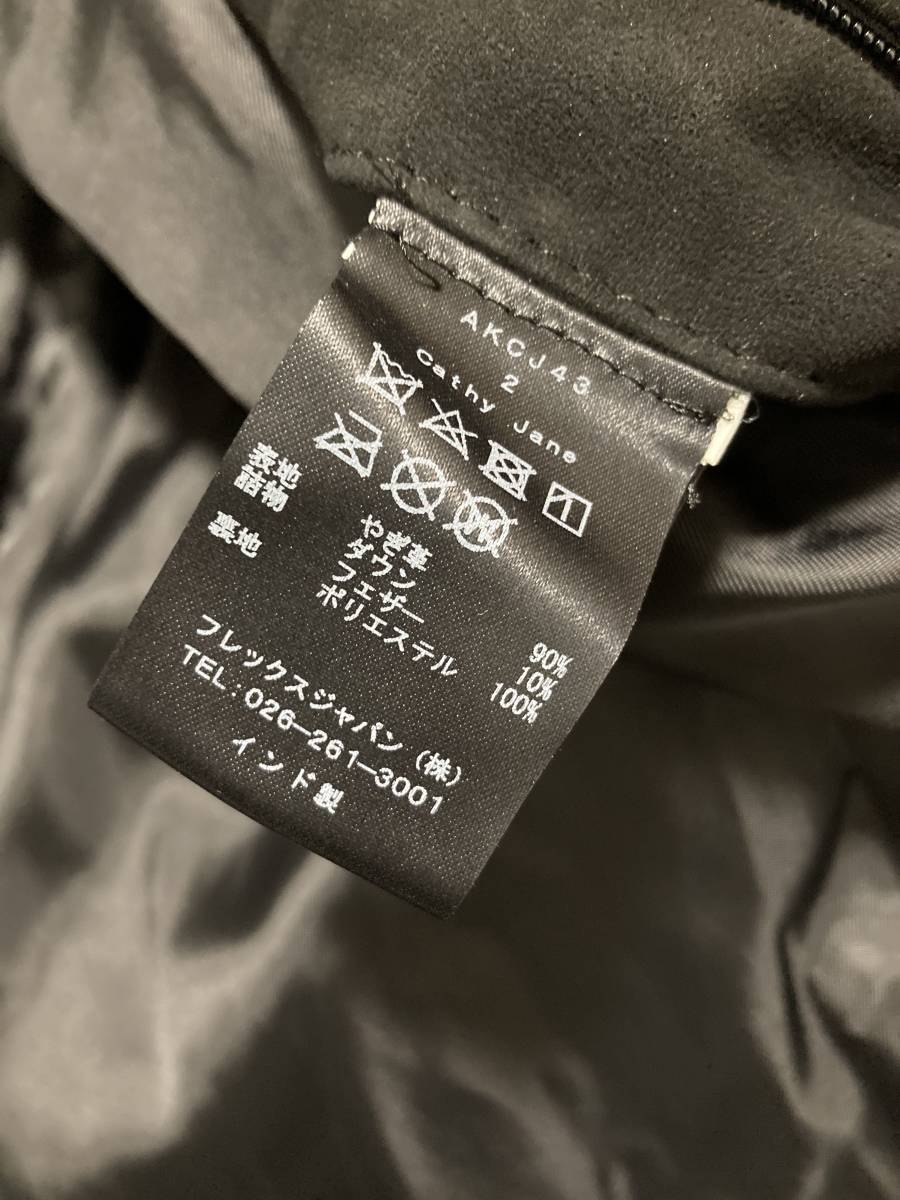 AKCJ43
2
Cathy Jane
表地 やぎ革
詰物 ダウン 90%
フェザー 10%
裏地 ポリエステル 100%
フレックスジャパン(株)
TEL:026-261-3001
インド製